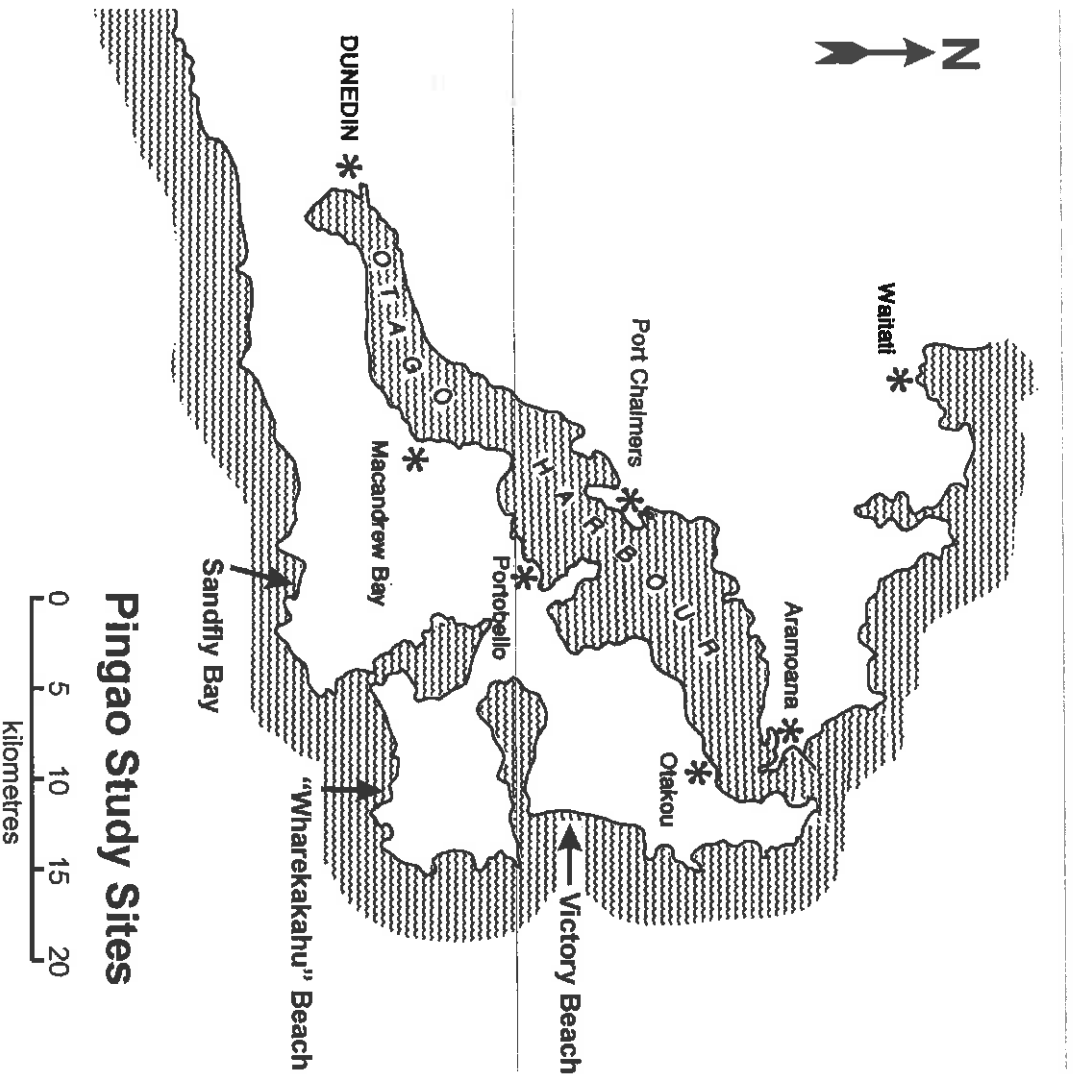 N
Waitati
Aramoana
Otakou
Port Chalmers
Victory Beach
OTAGO HARBOUR
Portobello
Macandrew Bay
DUNEDIN
"Wharekakahu" Beach
Sandfly Bay
Pingao Study Sites
0 5 10 15 20
kilometres